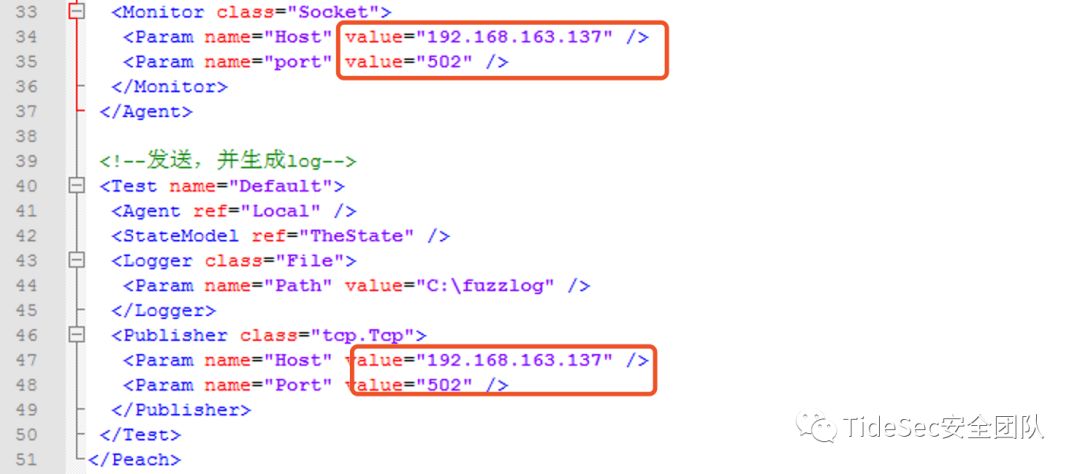 33 <Monitor class="Socket">
34 <Param name="Host" value="192.168.163.137" />
35 <Param name="port" value="502" />
36 </Monitor>
37 </Agent>
38
39 <!--发送，并生成log-->
40 <Test name="Default">
41 <Agent ref="Local" />
42 <StateModel ref="TheState" />
43 <Logger class="File">
44 <Param name="Path" value="C:\fuzzlog" />
45 </Logger>
46 <Publisher class="tcp.Tcp">
47 <Param name="Host" value="192.168.163.137" />
48 <Param name="Port" value="502" />
49 </Publisher>
50 </Test>
51 </Peach>
TideSec安全团队